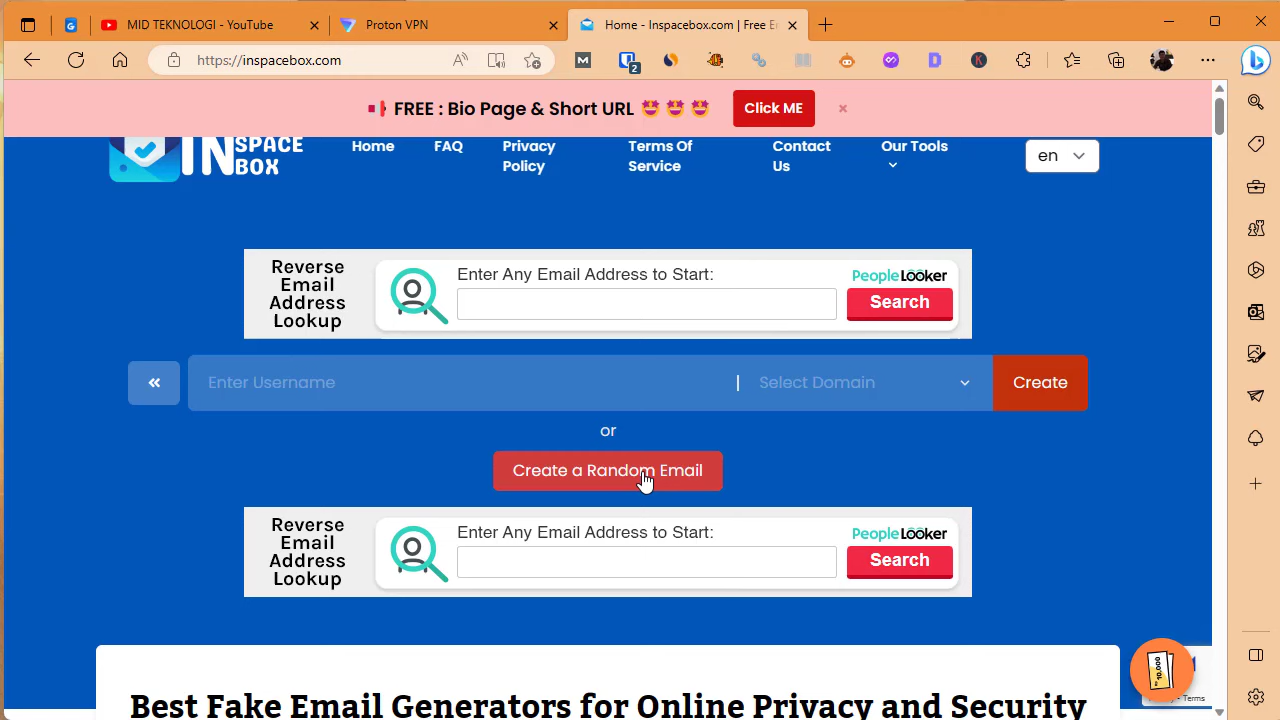 MID TEKNOLOGI - YouTube
Proton VPN
Home - Inspacebox.com | Free E
https://inspacebox.com
2
FREE : Bio Page & Short URL
Click ME
×
IN SPACE BOX
Home
FAQ
Privacy Policy
Terms Of Service
Contact Us
Our Tools
en
Reverse Email Address Lookup
Enter Any Email Address to Start:
PeopleLooker
Search
Enter Username
Select Domain
Create
or
Create a Random Email
Reverse Email Address Lookup
Enter Any Email Address to Start:
PeopleLooker
Search
Best Fake Email Generators for Online Privacy and Security
- Terms